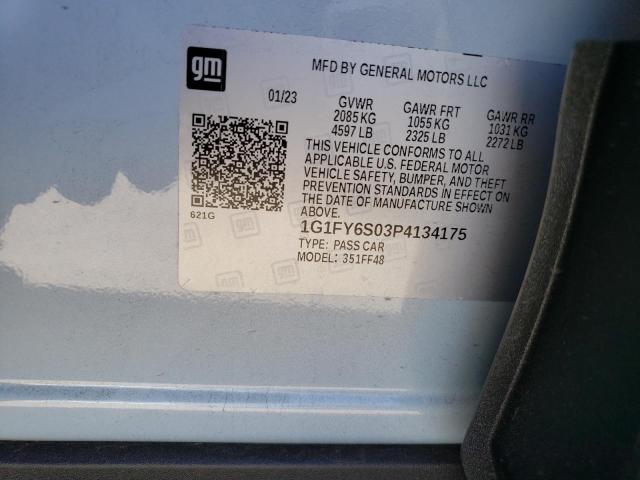 gm
MFD BY GENERAL MOTORS LLC
01/23 GVWR GAWR FRT GAWR RR
2085 KG 1055 KG 1031 KG
4597 LB 2325 LB 2272 LB
THIS VEHICLE CONFORMS TO ALL
APPLICABLE U.S. FEDERAL MOTOR
VEHICLE SAFETY, BUMPER, AND THEFT
PREVENTION STANDARDS IN EFFECT ON
THE DATE OF MANUFACTURE SHOWN
ABOVE.
621G
1G1FY6S03P4134175
TYPE: PASS CAR
MODEL: 351FF48